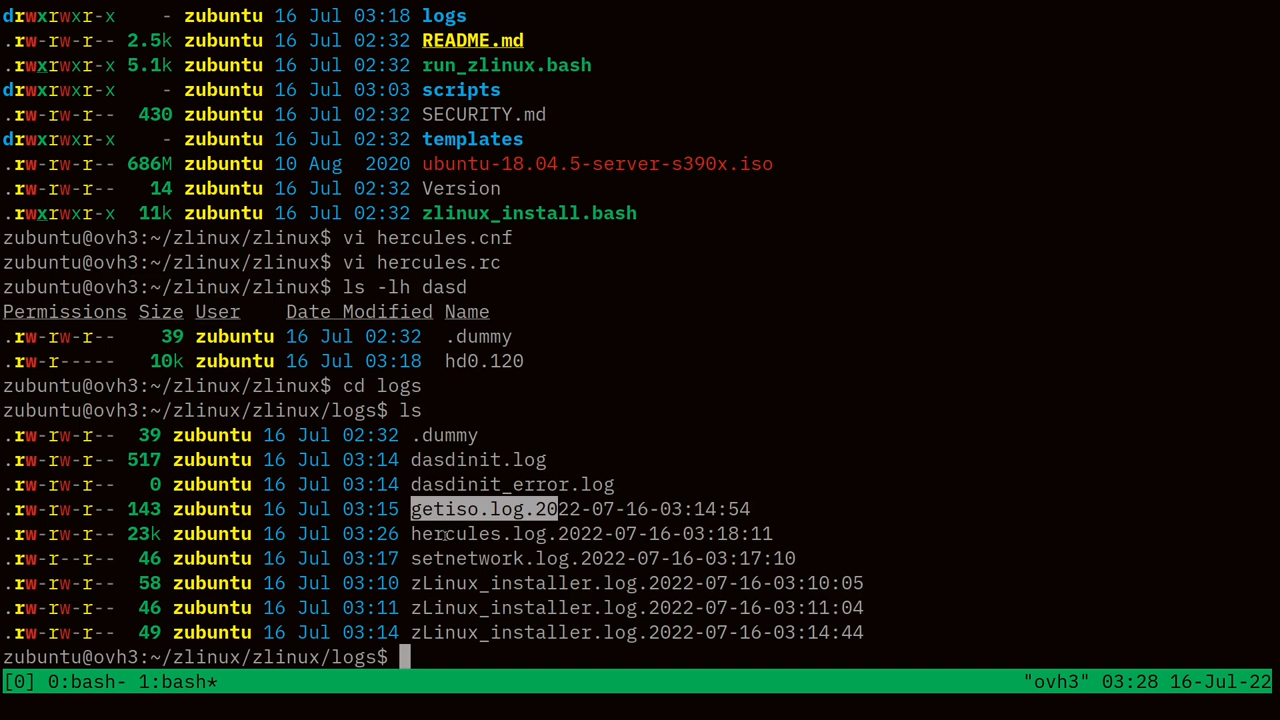 drwxrwxr-x - zubuntu 16 Jul 03:18 logs
.rw-rw-r-- 2.5k zubuntu 16 Jul 02:32 README.md
.rwxrwxr-x 5.1k zubuntu 16 Jul 02:32 run_zlinux.bash
drwxrwxr-x - zubuntu 16 Jul 03:03 scripts
.rw-rw-r-- 430 zubuntu 16 Jul 02:32 SECURITY.md
drwxrwxr-x - zubuntu 16 Jul 02:32 templates
.rw-rw-r-- 686M zubuntu 10 Aug 2020 ubuntu-18.04.5-server-s390x.iso
.rw-rw-r-- 14 zubuntu 16 Jul 02:32 Version
.rwxrwxr-x 11k zubuntu 16 Jul 02:32 zlinux_install.bash
zubuntu@ovh3:~/zlinux/zlinux$ vi hercules.cnf
zubuntu@ovh3:~/zlinux/zlinux$ vi hercules.rc
zubuntu@ovh3:~/zlinux/zlinux$ ls -lh dasd
Permissions Size User Date Modified Name
.rw-rw-r-- 39 zubuntu 16 Jul 02:32 .dummy
.rw-r----- 10k zubuntu 16 Jul 03:18 hd0.120
zubuntu@ovh3:~/zlinux/zlinux$ cd logs
zubuntu@ovh3:~/zlinux/zlinux/logs$ ls
.rw-rw-r-- 39 zubuntu 16 Jul 02:32 .dummy
.rw-rw-r-- 517 zubuntu 16 Jul 03:14 dasdinit.log
.rw-rw-r-- 0 zubuntu 16 Jul 03:14 dasdinit_error.log
.rw-rw-r-- 143 zubuntu 16 Jul 03:15 getiso.log.2022-07-16-03:14:54
.rw-rw-r-- 23k zubuntu 16 Jul 03:26 hercules.log.2022-07-16-03:18:11
.rw-r--r-- 46 zubuntu 16 Jul 03:17 setnetwork.log.2022-07-16-03:17:10
.rw-rw-r-- 58 zubuntu 16 Jul 03:10 zLinux_installer.log.2022-07-16-03:10:05
.rw-rw-r-- 46 zubuntu 16 Jul 03:11 zLinux_installer.log.2022-07-16-03:11:04
.rw-rw-r-- 49 zubuntu 16 Jul 03:14 zLinux_installer.log.2022-07-16-03:14:44
zubuntu@ovh3:~/zlinux/zlinux/logs$
[0] 0:bash- 1:bash* "ovh3" 03:28 16-Jul-22